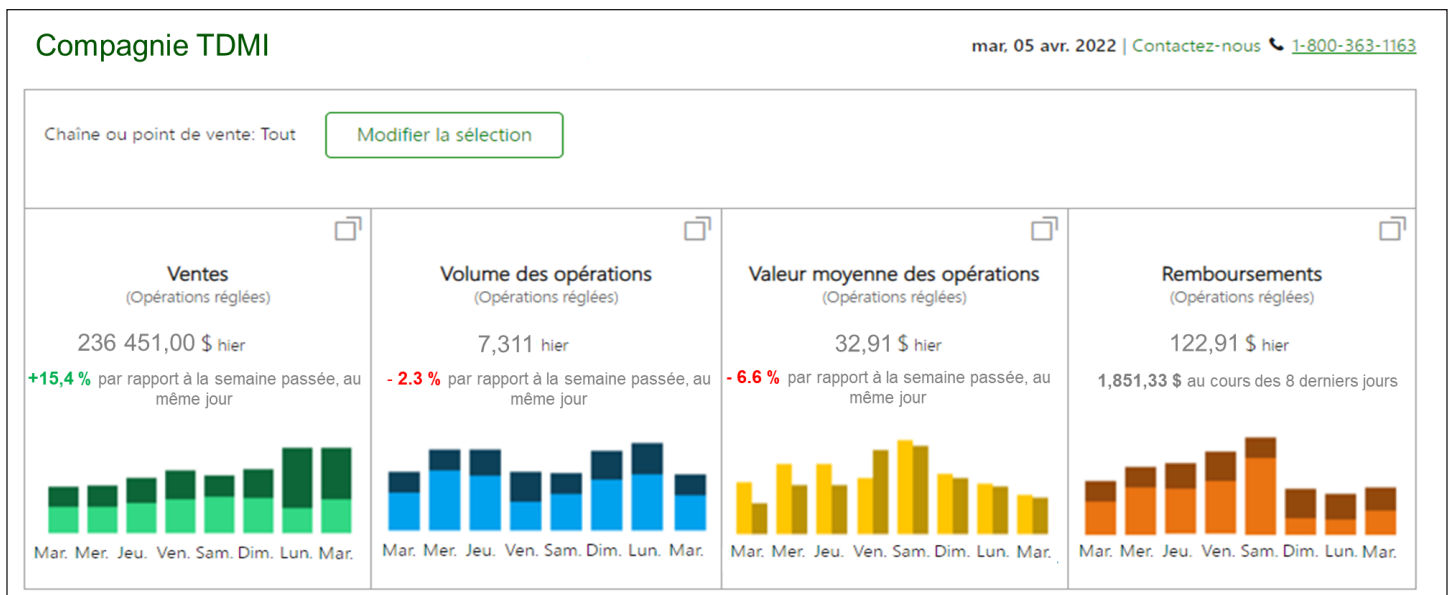 Compagnie TDMI
mar, 05 avr. 2022 | Contactez-nous 1-800-363-1163
Chaîne ou point de vente: Tout
Modifier la sélection
Ventes
(Opérations réglées)
236 451,00 $ hier
+15,4 % par rapport à la semaine passée, au
même jour
Mar. Mer. Jeu. Ven. Sam. Dim. Lun. Mar.
Volume des opérations
(Opérations réglées)
7,311 hier
- 2.3 % par rapport à la semaine passée, au
même jour
Mar. Mer. Jeu. Ven. Sam. Dim. Lun. Mar.
Valeur moyenne des opérations
(Opérations réglées)
32,91 $ hier
- 6.6 % par rapport à la semaine passée, au
même jour
Mar. Mer. Jeu. Ven. Sam. Dim. Lun. Mar.
Remboursements
(Opérations réglées)
122,91 $ hier
1,851,33 $ au cours des 8 derniers jours
Mar. Mer. Jeu. Ven. Sam. Dim. Lun. Mar.